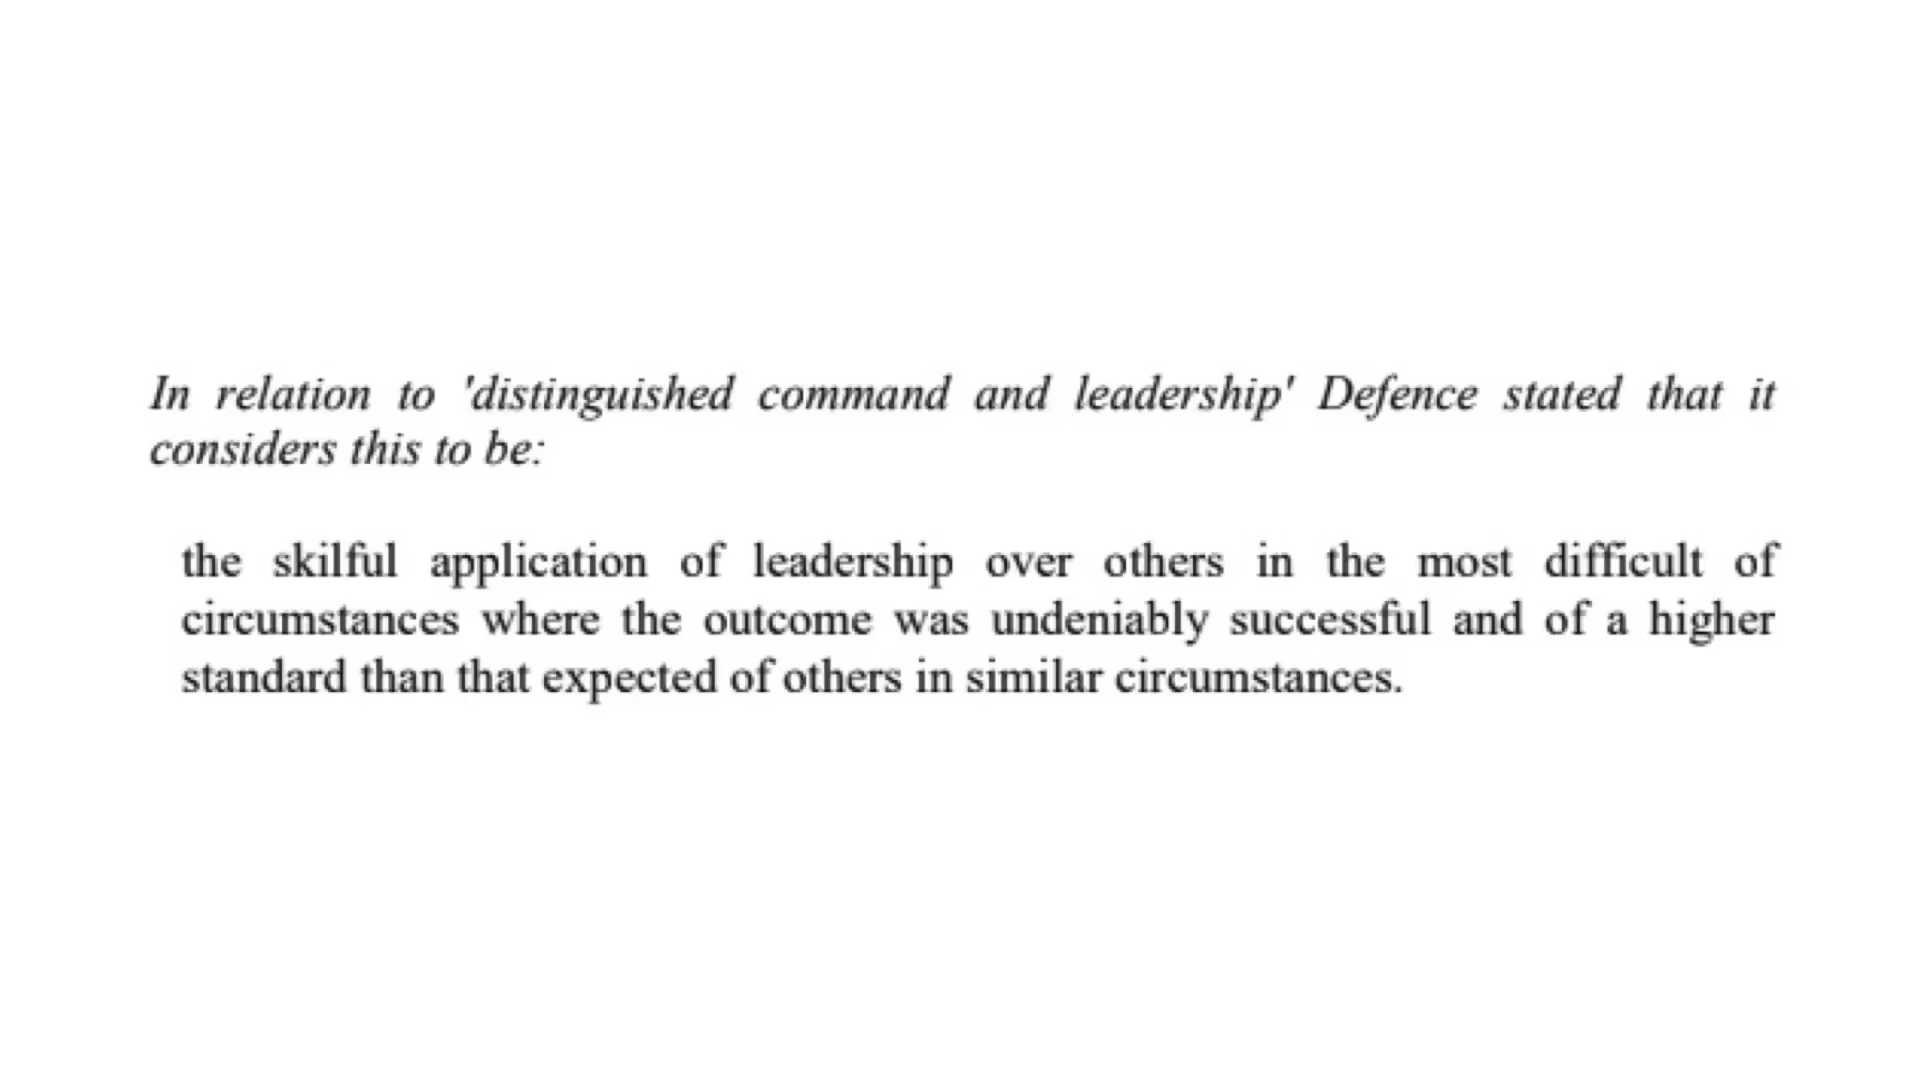 In relation to 'distinguished command and leadership' Defence stated that it
considers this to be:
the skilful application of leadership over others in the most difficult of
circumstances where the outcome was undeniably successful and of a higher
standard than that expected of others in similar circumstances.